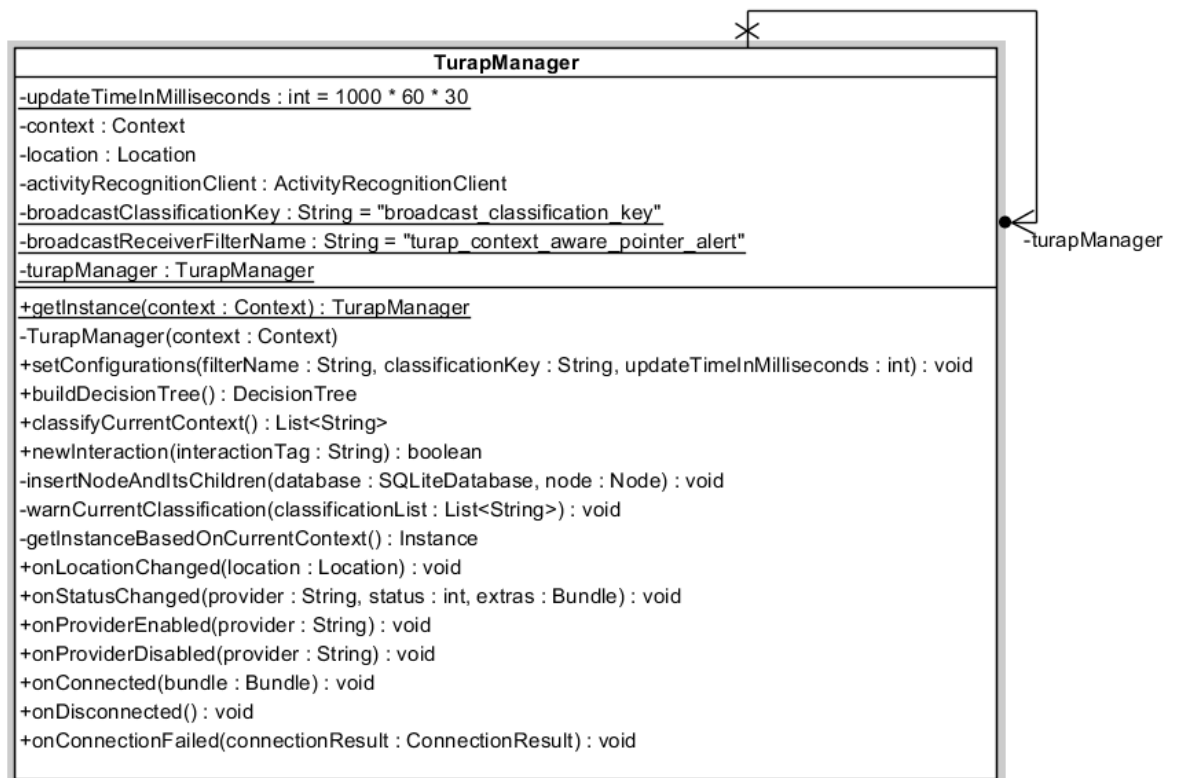 TurapManager
-updateTimeInMilliseconds : int = 1000 * 60 * 30
-context : Context
-location : Location
-activityRecognitionClient : ActivityRecognitionClient
-broadcastClassificationKey : String = "broadcast_classification_key"
-broadcastReceiverFilterName : String = "turap_context_aware_pointer_alert"
-turapManager : TurapManager
-turapManager
+getInstance(context : Context) : TurapManager
-TurapManager(context : Context)
+setConfigurations(filterName : String, classificationKey : String, updateTimeInMilliseconds : int) : void
+buildDecisionTree() : DecisionTree
+classifyCurrentContext() : List<String>
+newInteraction(interactionTag : String) : boolean
-insertNodeAndItsChildren(database : SQLiteDatabase, node : Node) : void
-warnCurrentClassification(classificationList : List<String>) : void
-getInstanceBasedOnCurrentContext() : Instance
+onLocationChanged(location : Location) : void
+onStatusChanged(provider : String, status : int, extras : Bundle) : void
+onProviderEnabled(provider : String) : void
+onProviderDisabled(provider : String) : void
+onConnected(bundle : Bundle) : void
+onDisconnected() : void
+onConnectionFailed(connectionResult : ConnectionResult) : void